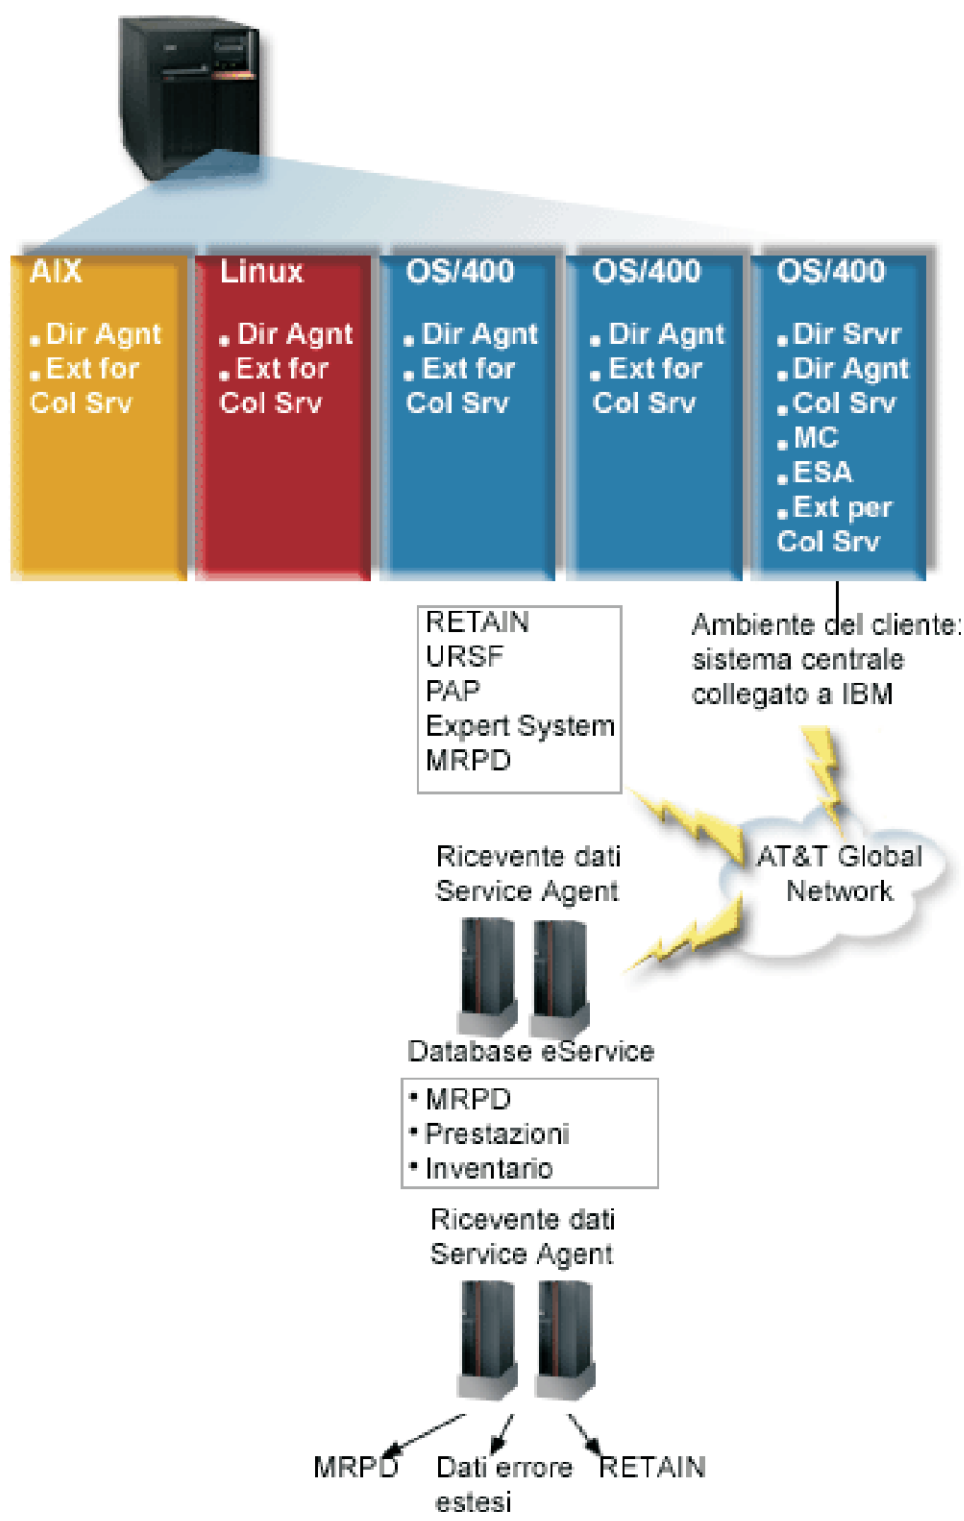 AIX
. Dir Agnt
. Ext for
Col Srv
Linux
. Dir Agnt
. Ext for
Col Srv
OS/400
. Dir Agnt
. Ext for
Col Srv
OS/400
. Dir Agnt
. Ext for
Col Srv
OS/400
. Dir Srvr
. Dir Agnt
. Col Srv
. MC
. ESA
. Ext per
Col Srv
RETAIN
URSF
PAP
Expert System
MRPD
Ambiente del cliente:
sistema centrale
collegato a IBM
AT&T Global
Network
Ricevente dati
Service Agent
Database eService
• MRPD
• Prestazioni
• Inventario
Ricevente dati
Service Agent
MRPD
Dati errore
estesi
RETAIN